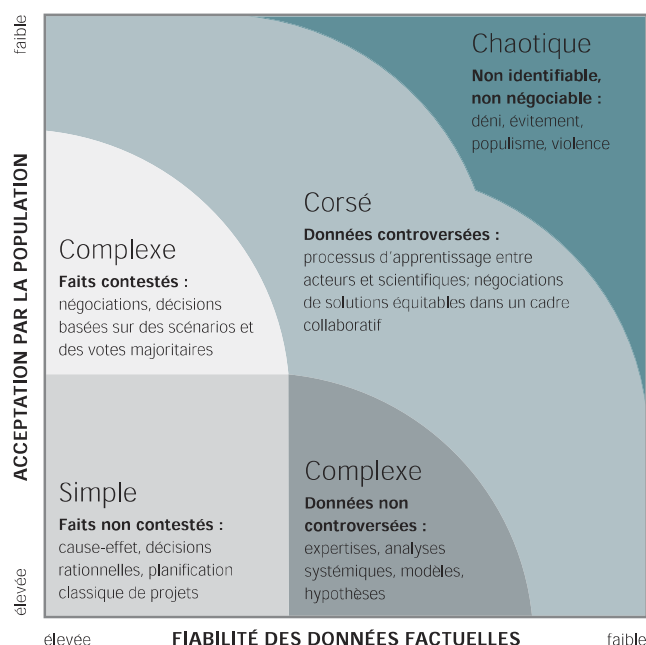 faible
ACCEPTATION PAR LA POPULATION
élevée
Chaotique
Non identifiable,
non négociable :
déni, évitement,
populisme, violence
Corsé
Données controversées :
processus d’apprentissage entre
acteurs et scientifiques; négociations
de solutions équitables dans un cadre
collaboratif
Complexe
Faits contestés :
négociations, décisions
basées sur des scénarios et
des votes majoritaires
Simple
Faits non contestés :
cause-effet, décisions
rationnelles, planification
classique de projets
Complexe
Données non
controversées :
expertises, analyses
systémiques, modèles,
hypothèses
élevée
FIABILITÉ DES DONNÉES FACTUELLES
faible